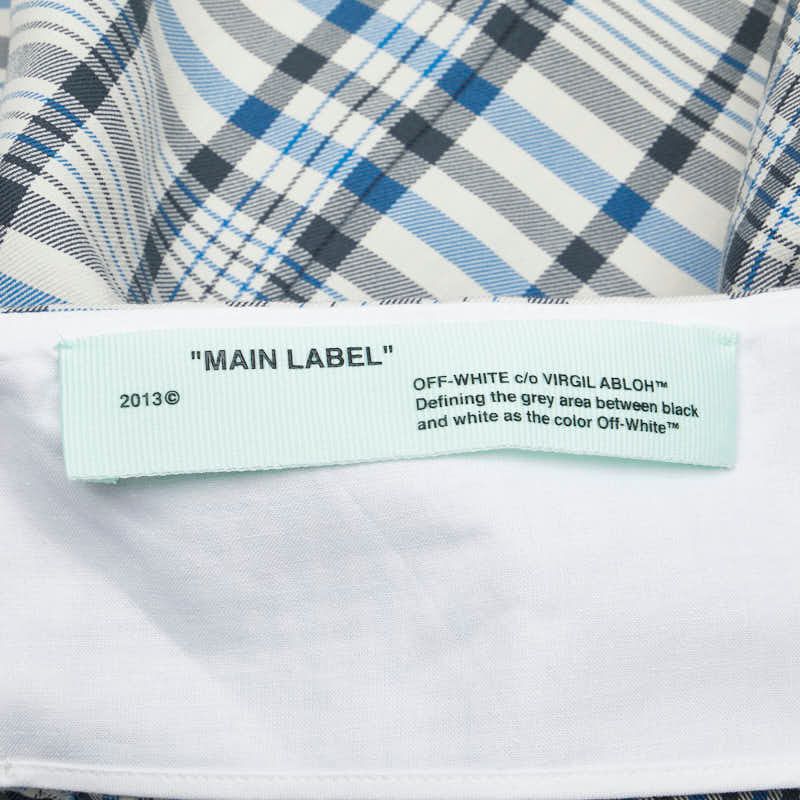 "MAIN LABEL"
2013©
OFF-WHITE c/o VIRGIL ABLOH™
Defining the grey area between black
and white as the color Off-White™